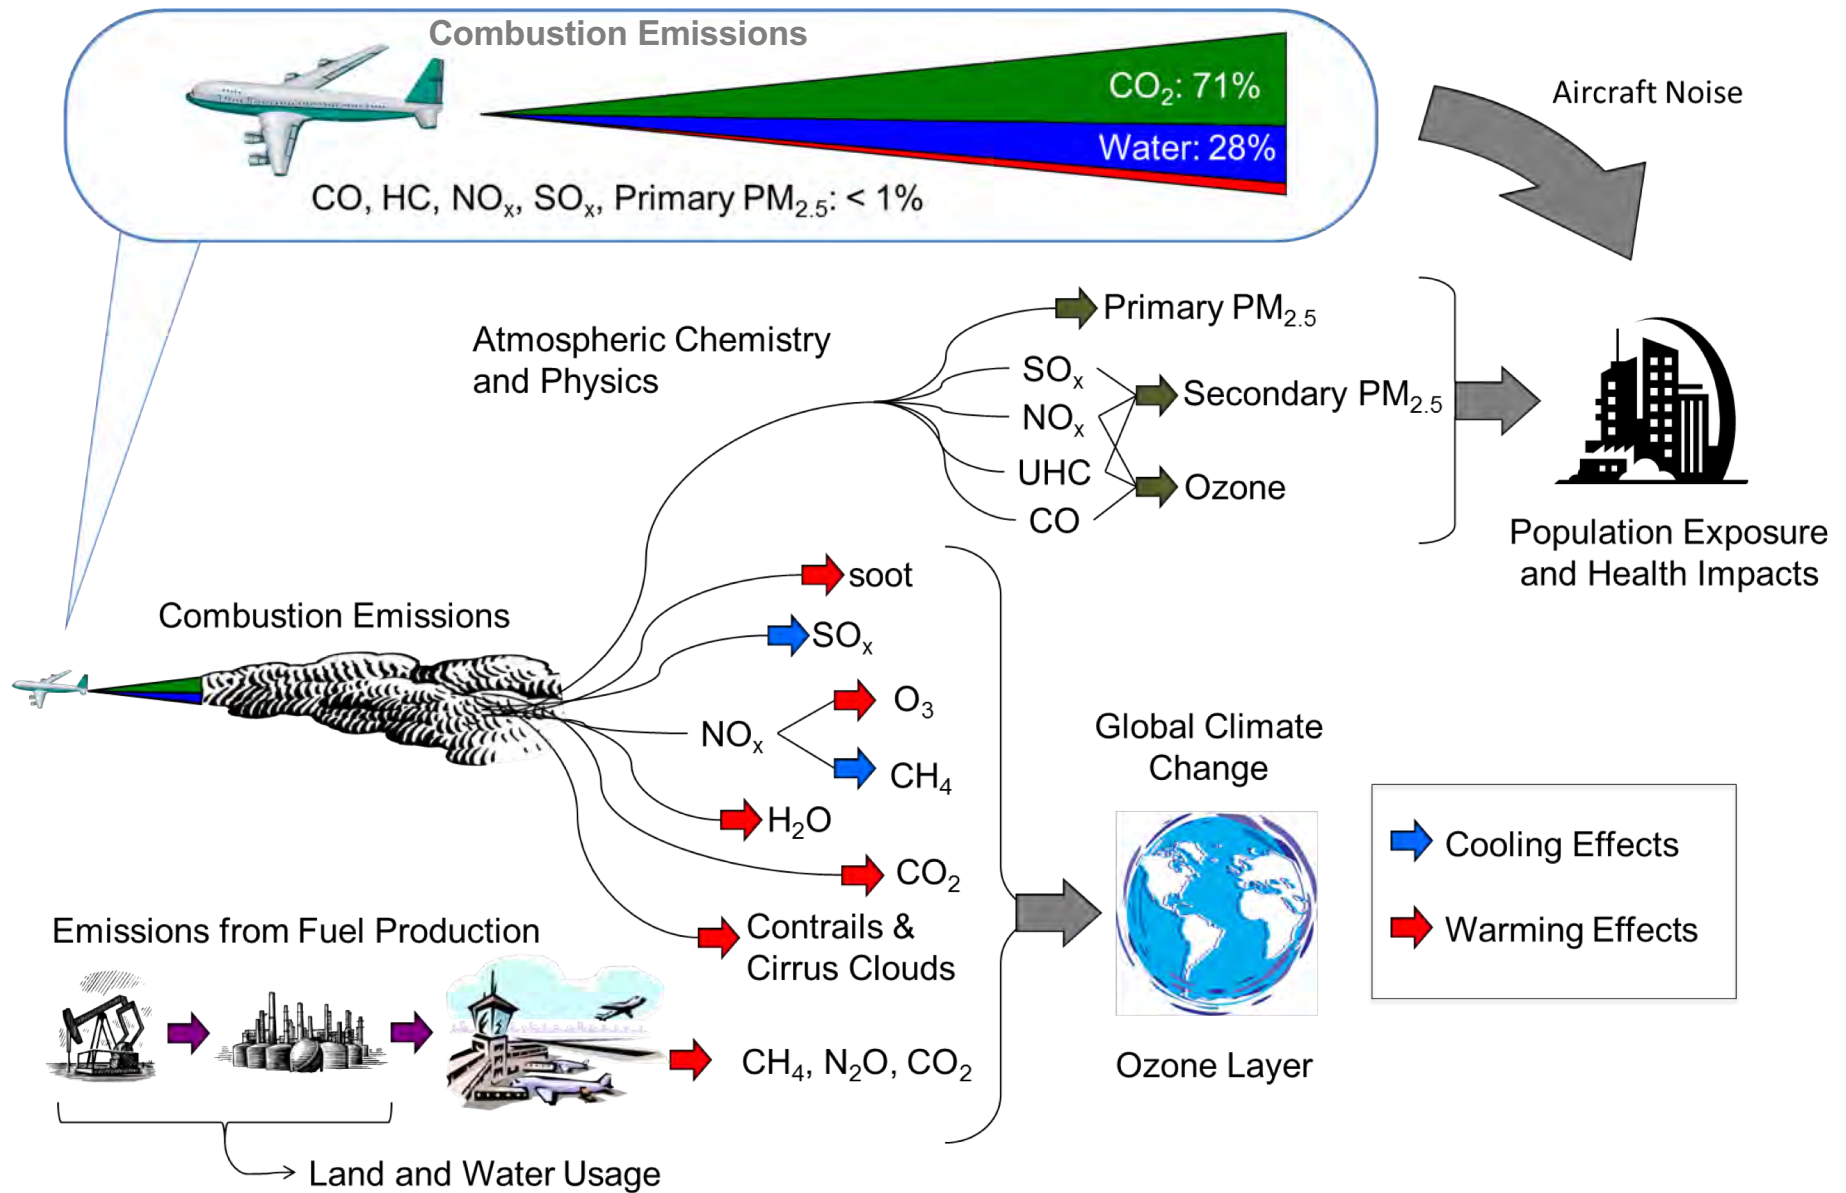 Combustion Emissions
CO₂: 71%
Water: 28%
CO, HC, NOₓ, SOₓ, Primary PM₂.₅: < 1%
Aircraft Noise
Atmospheric Chemistry
and Physics
Primary PM₂.₅
SOₓ
NOₓ
UHC
CO
Secondary PM₂.₅
Ozone
Population Exposure
and Health Impacts
Combustion Emissions
soot
SOₓ
NOₓ
O₃
CH₄
H₂O
CO₂
Contrails &
Cirrus Clouds
Global Climate
Change
Ozone Layer
Cooling Effects
Warming Effects
Emissions from Fuel Production
CH₄, N₂O, CO₂
Land and Water Usage